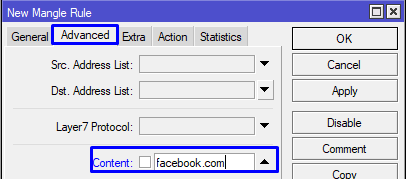 New Mangle Rule
General Advanced Extra Action Statistics
OK
Src. Address List:
Cancel
Dst. Address List:
Apply
Layer7 Protocol:
Disable
Content: facebook.com
Comment
Copy